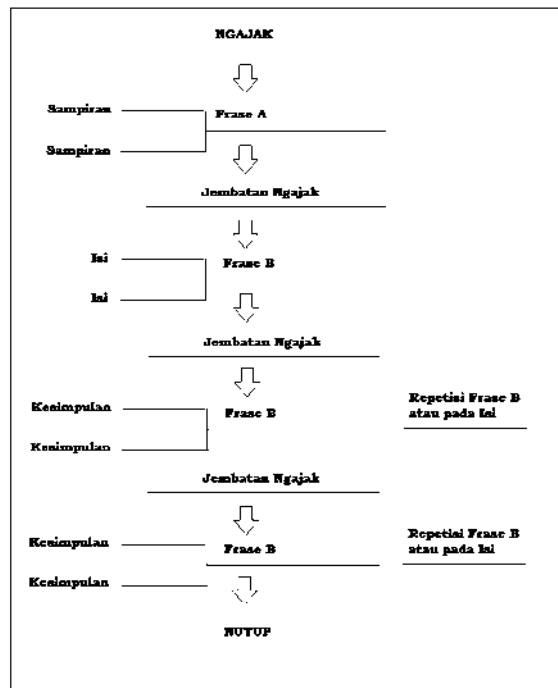 NGAJAK
Sampiran
Frase A
Sampiran
Jembatan Ngajak
Isi
Frase B
Isi
Jembatan Ngajak
Kesimpulan
Frase B
Repetisi Frase B
atau pada Isi
Kesimpulan
Jembatan Ngajak
Kesimpulan
Frase B
Repetisi Frase B
atau pada Isi
Kesimpulan
NUTUP